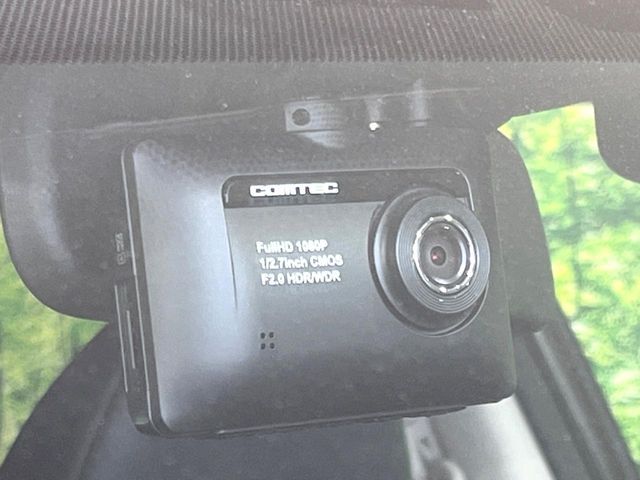 COMTEC
FullHD 1080P
1/2.7inch CMOS
F2.0 HDR/WDR